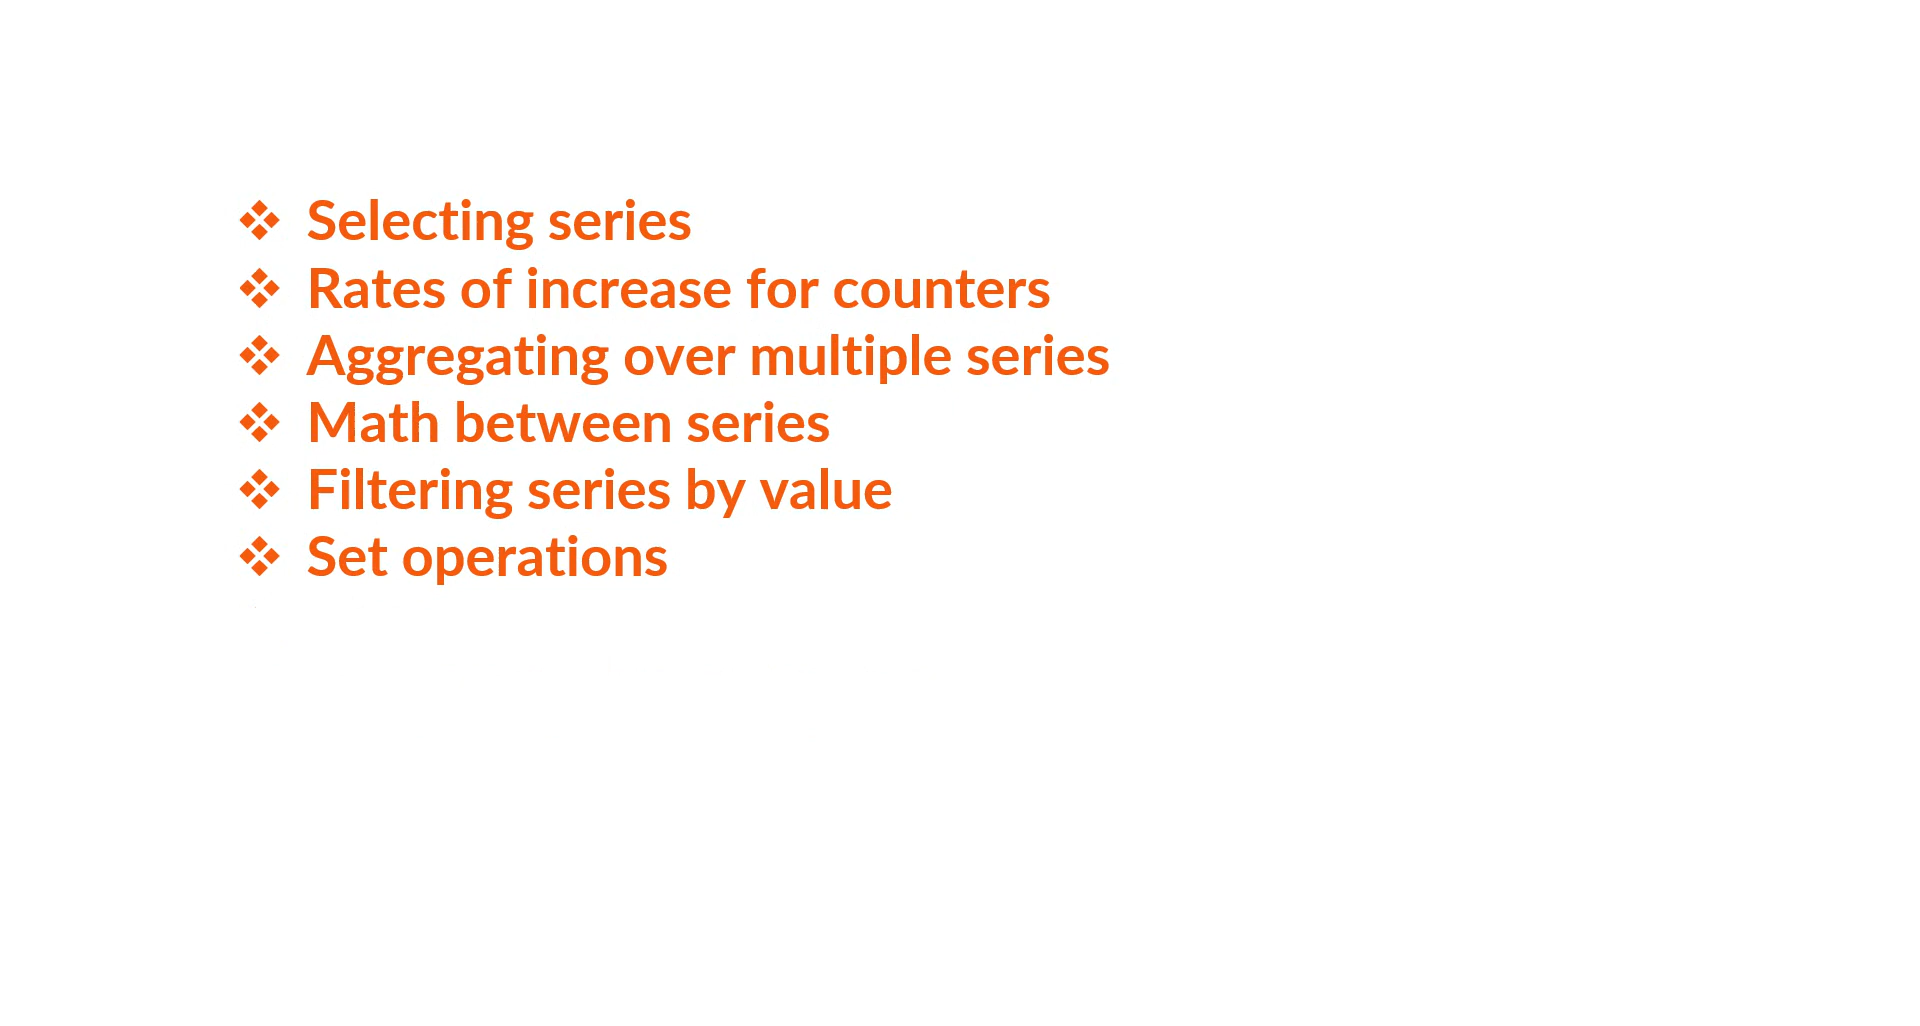 ❖ Selecting series
❖ Rates of increase for counters
❖ Aggregating over multiple series
❖ Math between series
❖ Filtering series by value
❖ Set operations